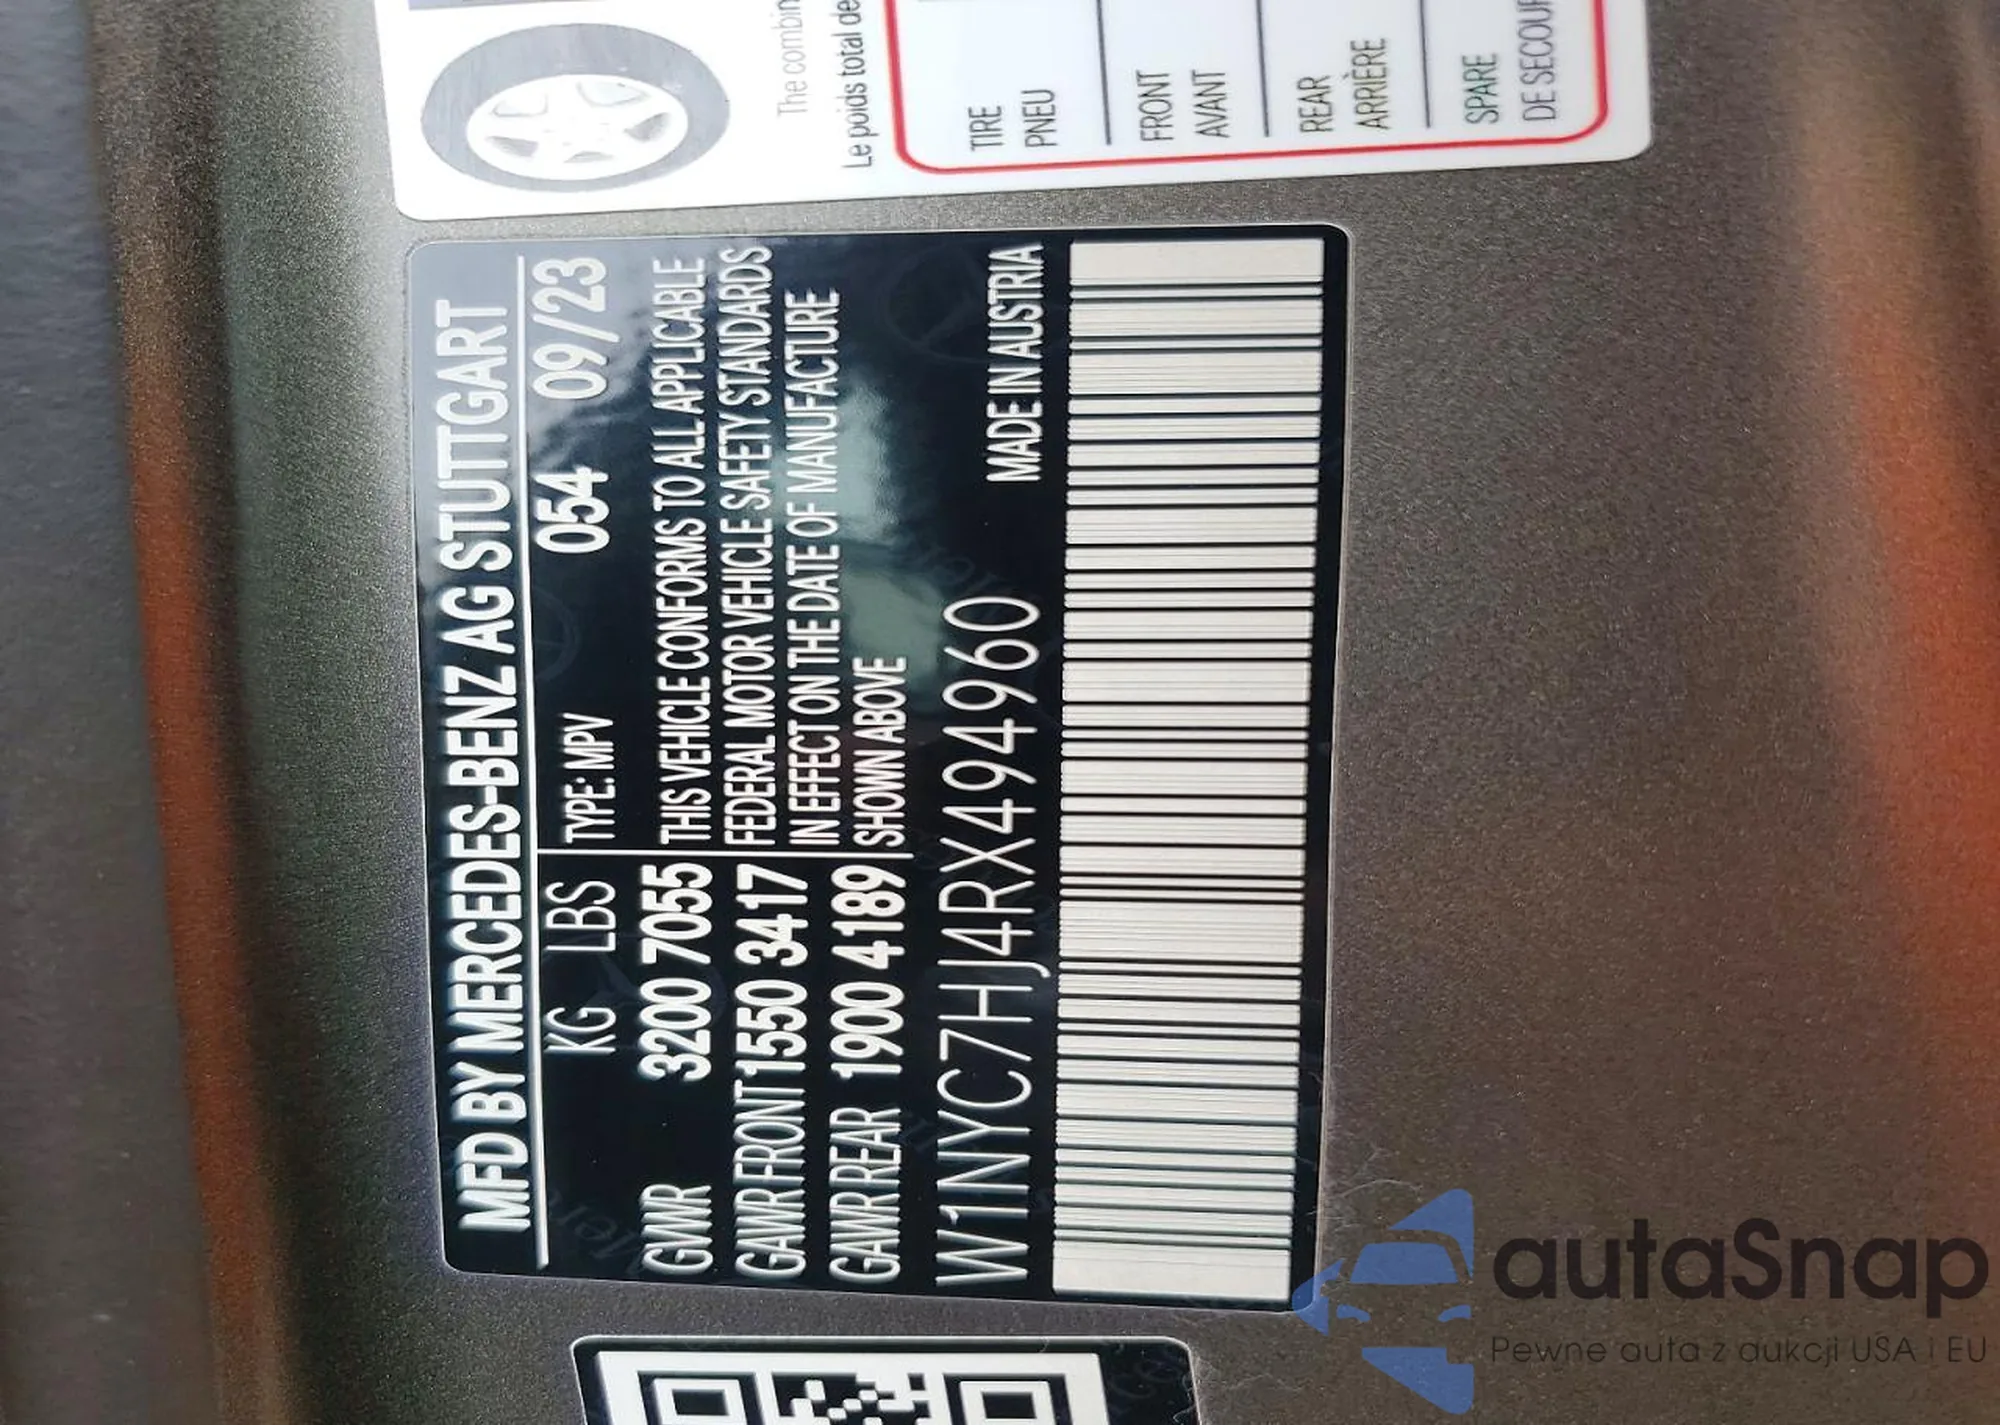 The combin
Le poids total de
TIRE
PNEU
FRONT
AVANT
REAR
ARRIÈRE
SPARE
DE SECOUR
MFD BY MERCEDES-BENZ AG STUTTGART
KG LBS TYPE: MPV 054 09/23
GVWR 3200 7055 THIS VEHICLE CONFORMS TO ALL APPLICABLE
GAWR FRONT 1550 3417 FEDERAL MOTOR VEHICLE SAFETY STANDARDS
IN EFFECT ON THE DATE OF MANUFACTURE
GAWR REAR 1900 4189 SHOWN ABOVE
W1NYC7HJ4RX494960 MADE IN AUSTRIA
autaSnap
Pewne auta z aukcji USA i EU